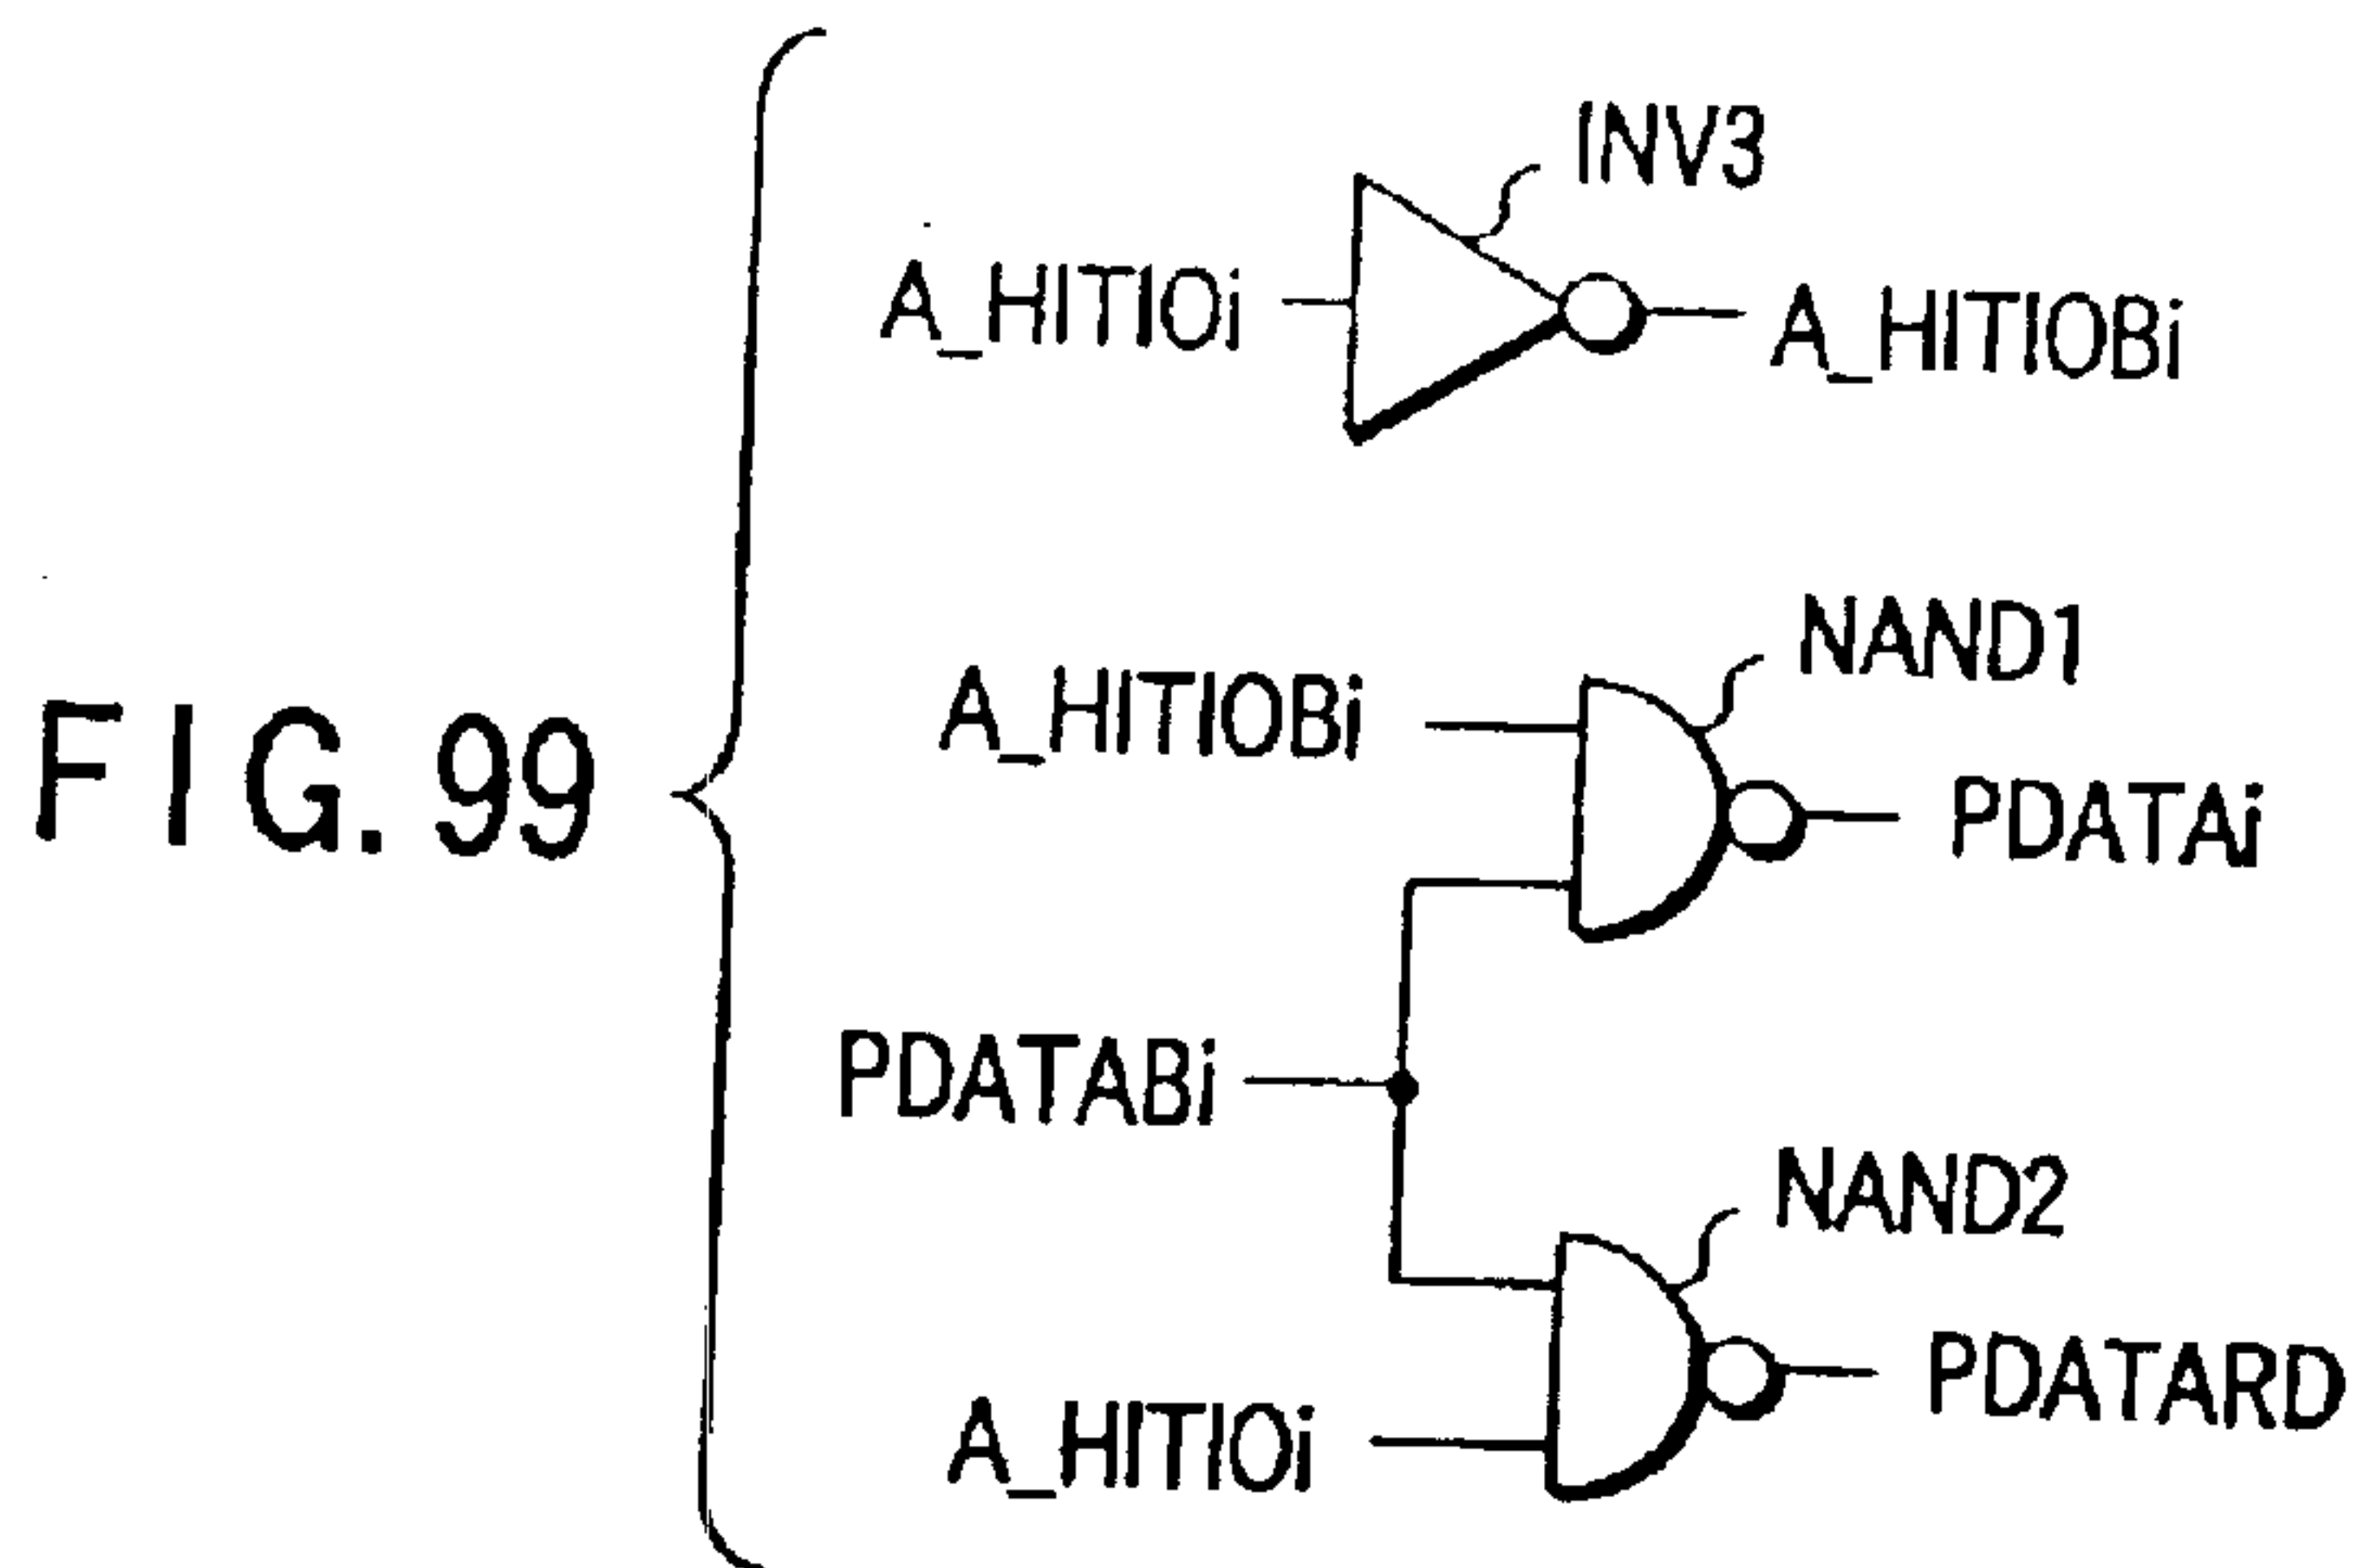 FIG. 99
INV3
A_HITIOi
A_HITIOBi
NAND1
A_HITIOBi
PDATAi
PDATABi
NAND2
PDATARD
A_HITIOi